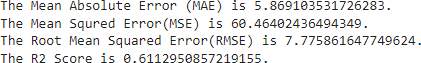 The Mean Absolute Error (MAE) is 5.869103531726283.
The Mean Squred Error(MSE) is 60.46402436494349.
The Root Mean Squared Error(RMSE) is 7.775861647749624.
The R2 Score is 0.6112950857219155.